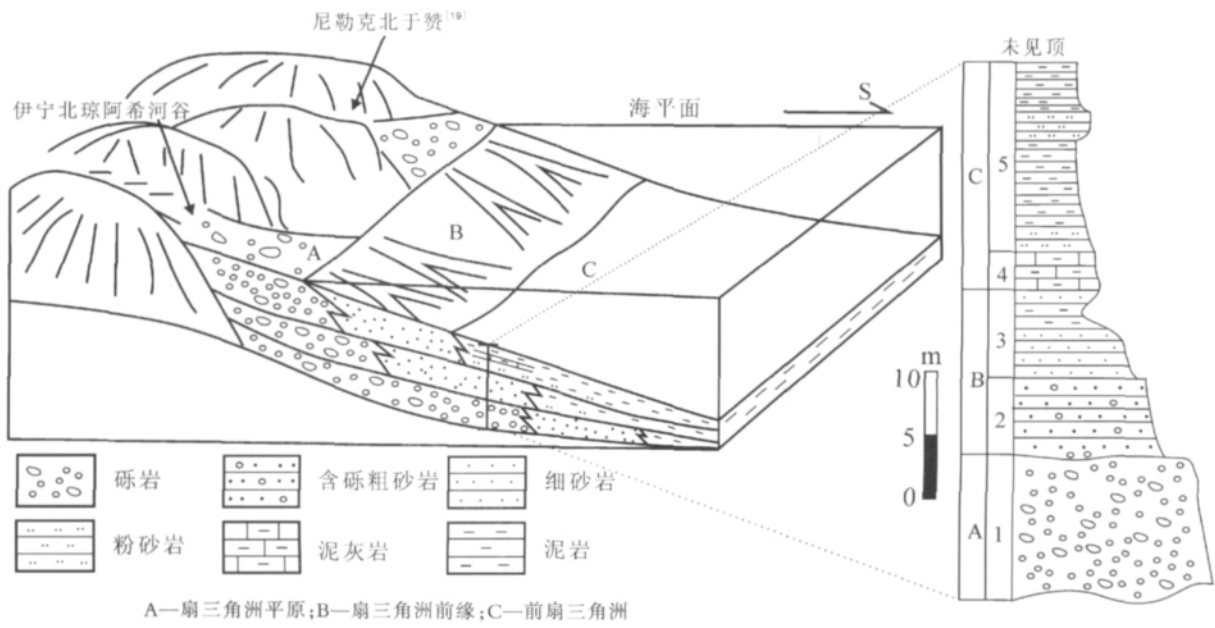 尼勒克北于赞[19]
伊宁北琼阿希河谷
海平面
S
A
B
C
未见顶
C
5
4
3
B
2
A
1
m
10
5
0
砾岩
含砾粗砂岩
细砂岩
粉砂岩
泥灰岩
泥岩
A—扇三角洲平原;B—扇三角洲前缘;C—前扇三角洲